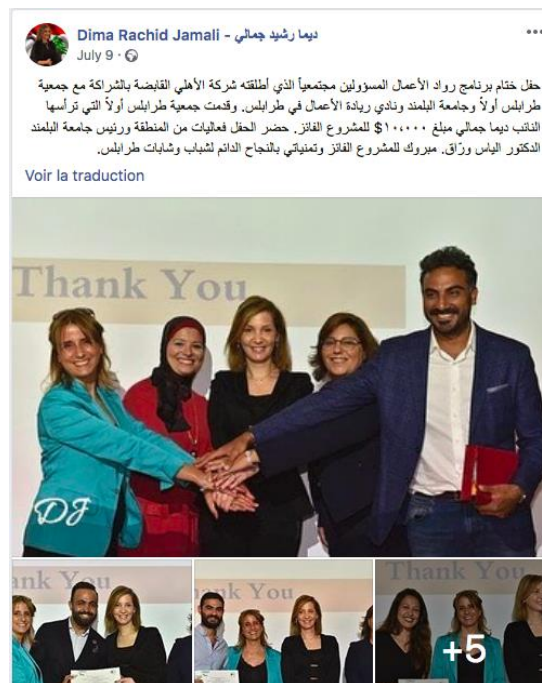 Dima Rachid Jamali - ديما رشيد جمالي
July 9
حفل ختام برنامج رواد الأعمال المسؤولين مجتمعياً الذي أطلقته شركة الأهلي القابضة بالشراكة مع جمعية
طرابلس أولاً وجامعة البلمند ونادي ريادة الأعمال في طرابلس. وقدمت جمعية طرابلس أولاً التي ترأسها
النائب ديما جمالي مبلغ ١٠،٠٠٠$ للمشروع الفائز. حضر الحفل فعاليات من المنطقة ورئيس جامعة البلمند
الدكتور الياس ورّاق. مبروك للمشروع الفائز وتمنياتي بالنجاح الدائم لشباب وشابات طرابلس.
Voir la traduction
Thank You
DJ
ank You
ank You
Thank You
+5